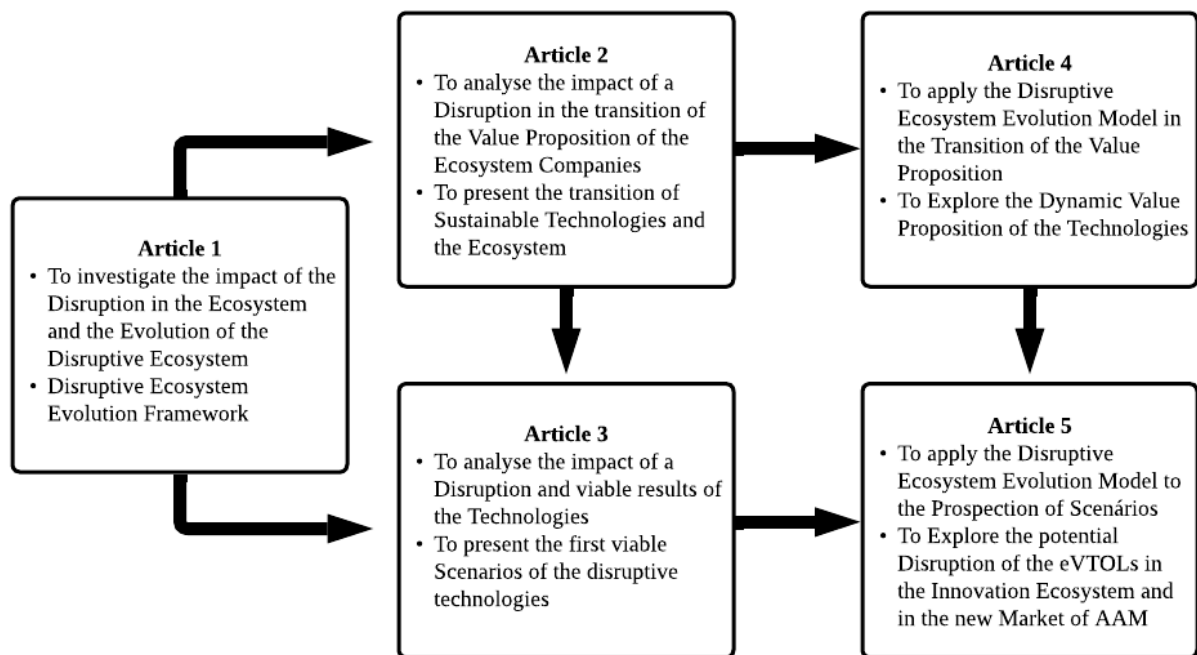 Article 1
• To investigate the impact of the
Disruption in the Ecosystem
and the Evolution of the
Disruptive Ecosystem
• Disruptive Ecosystem
Evolution Framework
Article 2
• To analyse the impact of a
Disruption in the transition of
the Value Proposition of the
Ecosystem Companies
• To present the transition of
Sustainable Technologies and
the Ecosystem
Article 3
• To analyse the impact of a
Disruption and viable results of
the Technologies
• To present the first viable
Scenarios of the disruptive
technologies
Article 4
• To apply the Disruptive
Ecosystem Evolution Model in
the Transition of the Value
Proposition
• To Explore the Dynamic Value
Proposition of the Technologies
Article 5
• To apply the Disruptive
Ecosystem Evolution Model to
the Prospection of Scenários
• To Explore the potential
Disruption of the eVTOLs in
the Innovation Ecosystem and
in the new Market of AAM